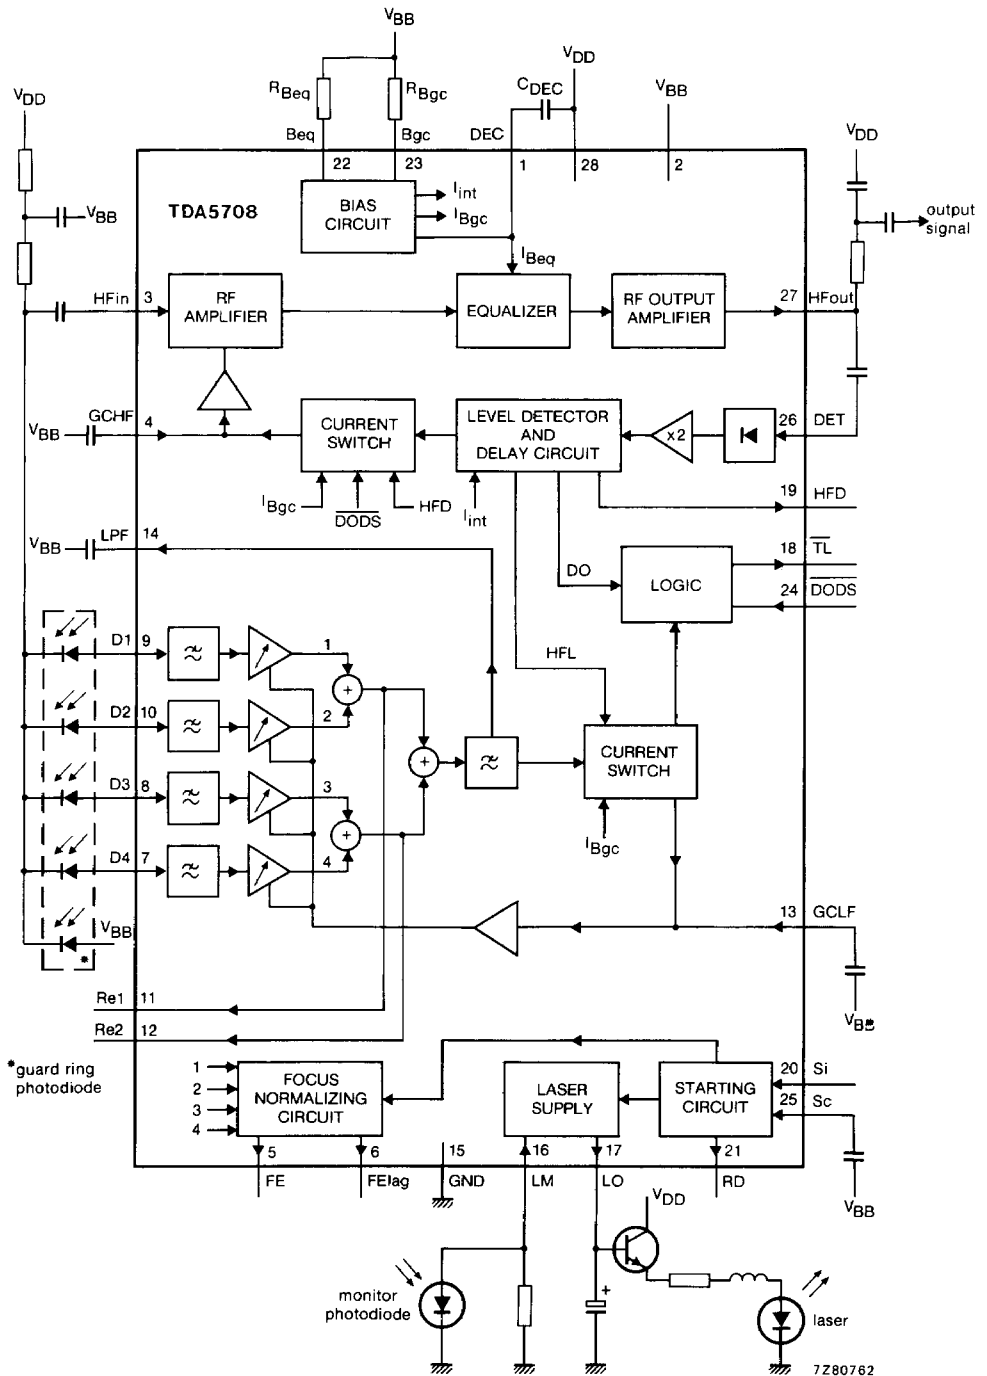 VBB
VDD
CDEC
VBB
RBeq
RBgc
VDD
VDD
Beq
Bgc
DEC
22
23
1
28
2
TDA5708
BIAS
CIRCUIT
Iint
IBgc
VBB
output
signal
IBeq
HFin
3
RF
AMPLIFIER
EQUALIZER
RF OUTPUT
AMPLIFIER
27
HFout
GCHF
VBB
4
CURRENT
SWITCH
LEVEL DETECTOR
AND
DELAY CIRCUIT
x2
26
DET
IBgc
DODS
HFD
Iint
19
HFD
LPF
VBB
14
18
TL
DO
LOGIC
24
DODS
D1
9
1
HFL
D2
10
2
+
+
CURRENT
SWITCH
D3
8
3
+
IBgc
D4
7
4
VBB
*
13
GCLF
Re1
11
VBB*
Re2
12
*guard ring
photodiode
1
2
3
4
FOCUS
NORMALIZING
CIRCUIT
LASER
SUPPLY
STARTING
CIRCUIT
20
Si
25
Sc
5
6
15
16
17
21
FE
FElag
GND
LM
LO
RD
VBB
VDD
monitor
photodiode
+
laser
7Z80762